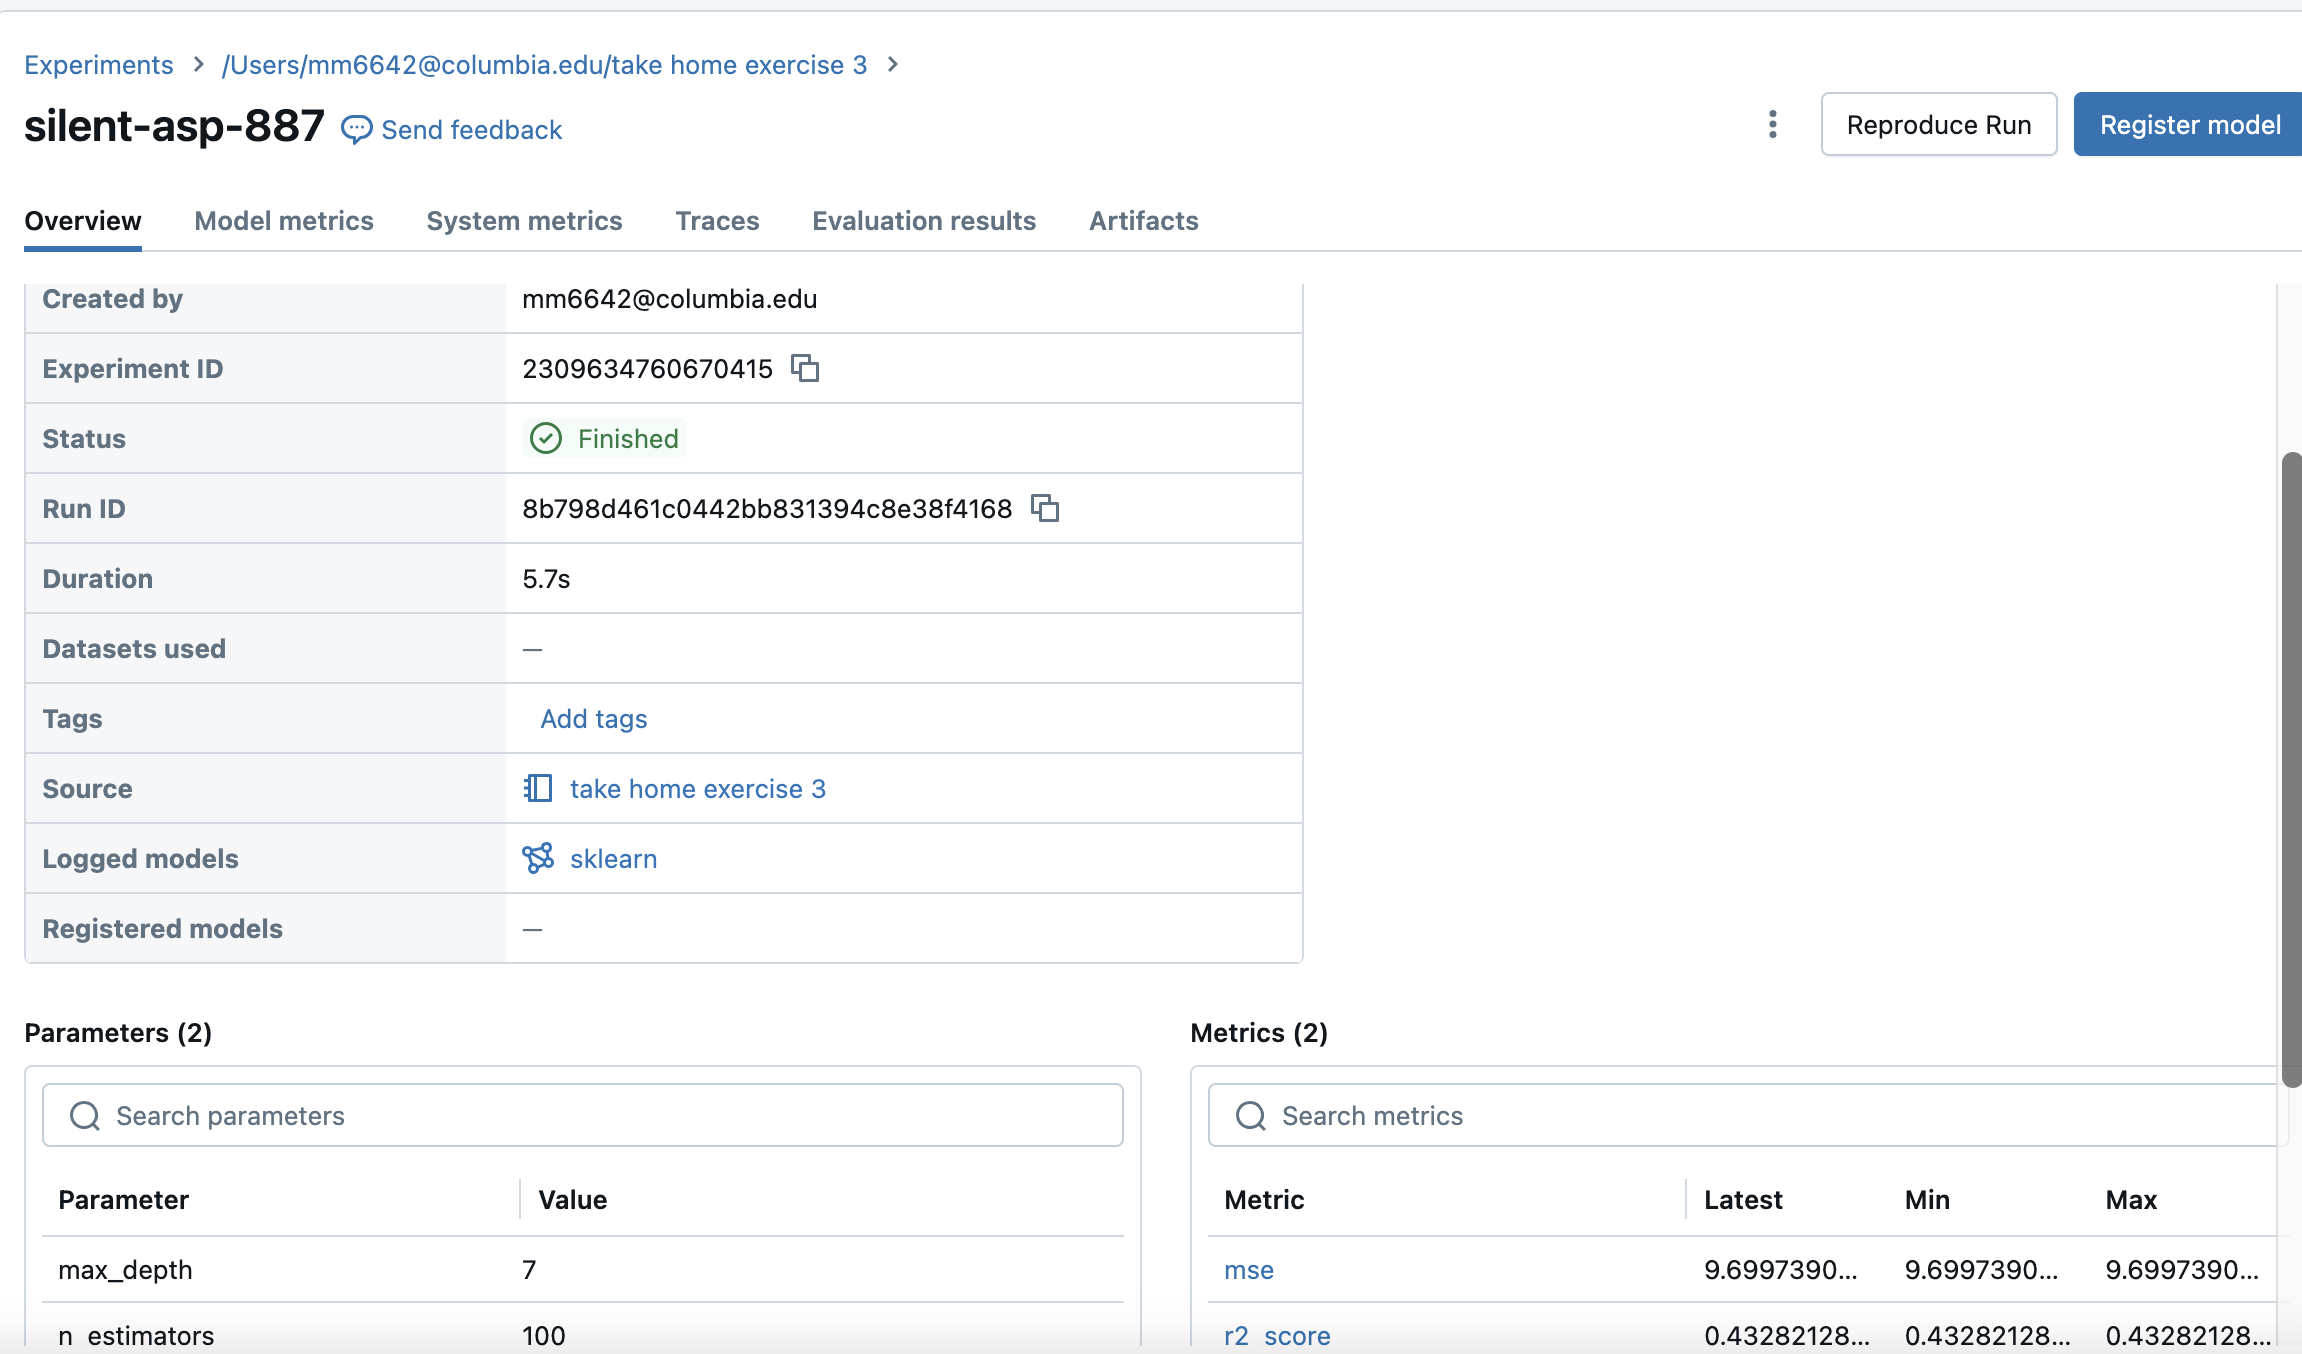 Experiments > /Users/mm6642@columbia.edu/take home exercise 3 >
silent-asp-887 Send feedback
Reproduce Run Register model
Overview Model metrics System metrics Traces Evaluation results Artifacts
Created by mm6642@columbia.edu
Experiment ID 2309634760670415
Status Finished
Run ID 8b798d461c0442bb831394c8e38f4168
Duration 5.7s
Datasets used —
Tags Add tags
Source take home exercise 3
Logged models sklearn
Registered models —
Parameters (2)
Search parameters
Parameter Value
max_depth 7
n_estimators 100
Metrics (2)
Search metrics
Metric Latest Min Max
mse 9.6997390... 9.6997390... 9.6997390...
r2_score 0.43282128... 0.43282128... 0.43282128...